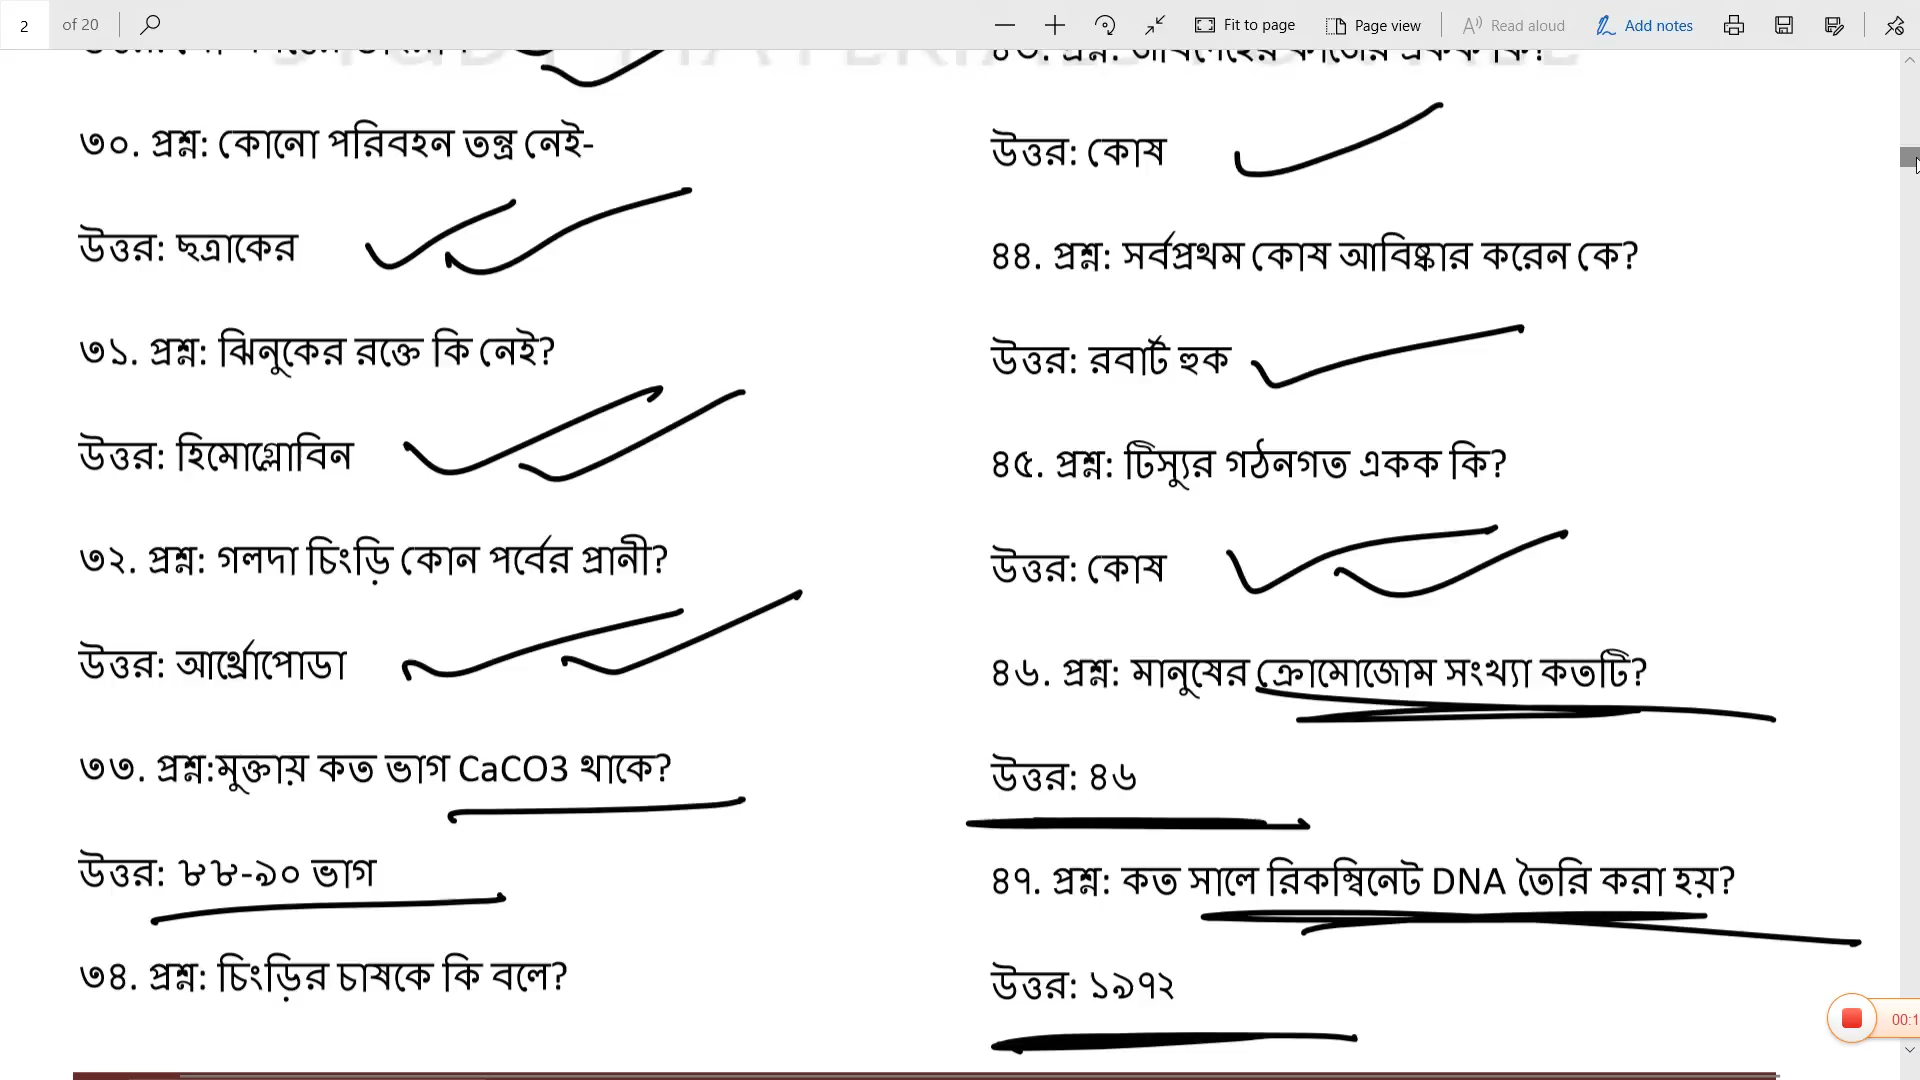 2
of 20
Fit to page
Page view
Read aloud
Add notes
৩০. প্রশ্ন: কোনো পরিবহন তন্ত্র নেই-
উত্তর: ছত্রাকের
৩১. প্রশ্ন: ঝিনুকের রক্তে কি নেই?
উত্তর: হিমোগ্লোবিন
৩২. প্রশ্ন: গলদা চিংড়ি কোন পর্বের প্রানী?
উত্তর: আর্থ্রোপোডা
৩৩. প্রশ্ন:মুক্তায় কত ভাগ CaCO3 থাকে?
উত্তর: ৮৮-৯০ ভাগ
৩৪. প্রশ্ন: চিংড়ির চাষকে কি বলে?
উত্তর: কোষ
৪৪. প্রশ্ন: সর্বপ্রথম কোষ আবিষ্কার করেন কে?
উত্তর: রবার্ট হুক
৪৫. প্রশ্ন: টিস্যুর গঠনগত একক কি?
উত্তর: কোষ
৪৬. প্রশ্ন: মানুষের ক্রোমোজোম সংখ্যা কতটি?
উত্তর: ৪৬
৪৭. প্রশ্ন: কত সালে রিকম্বিনেট DNA তৈরি করা হয়?
উত্তর: ১৯৭২